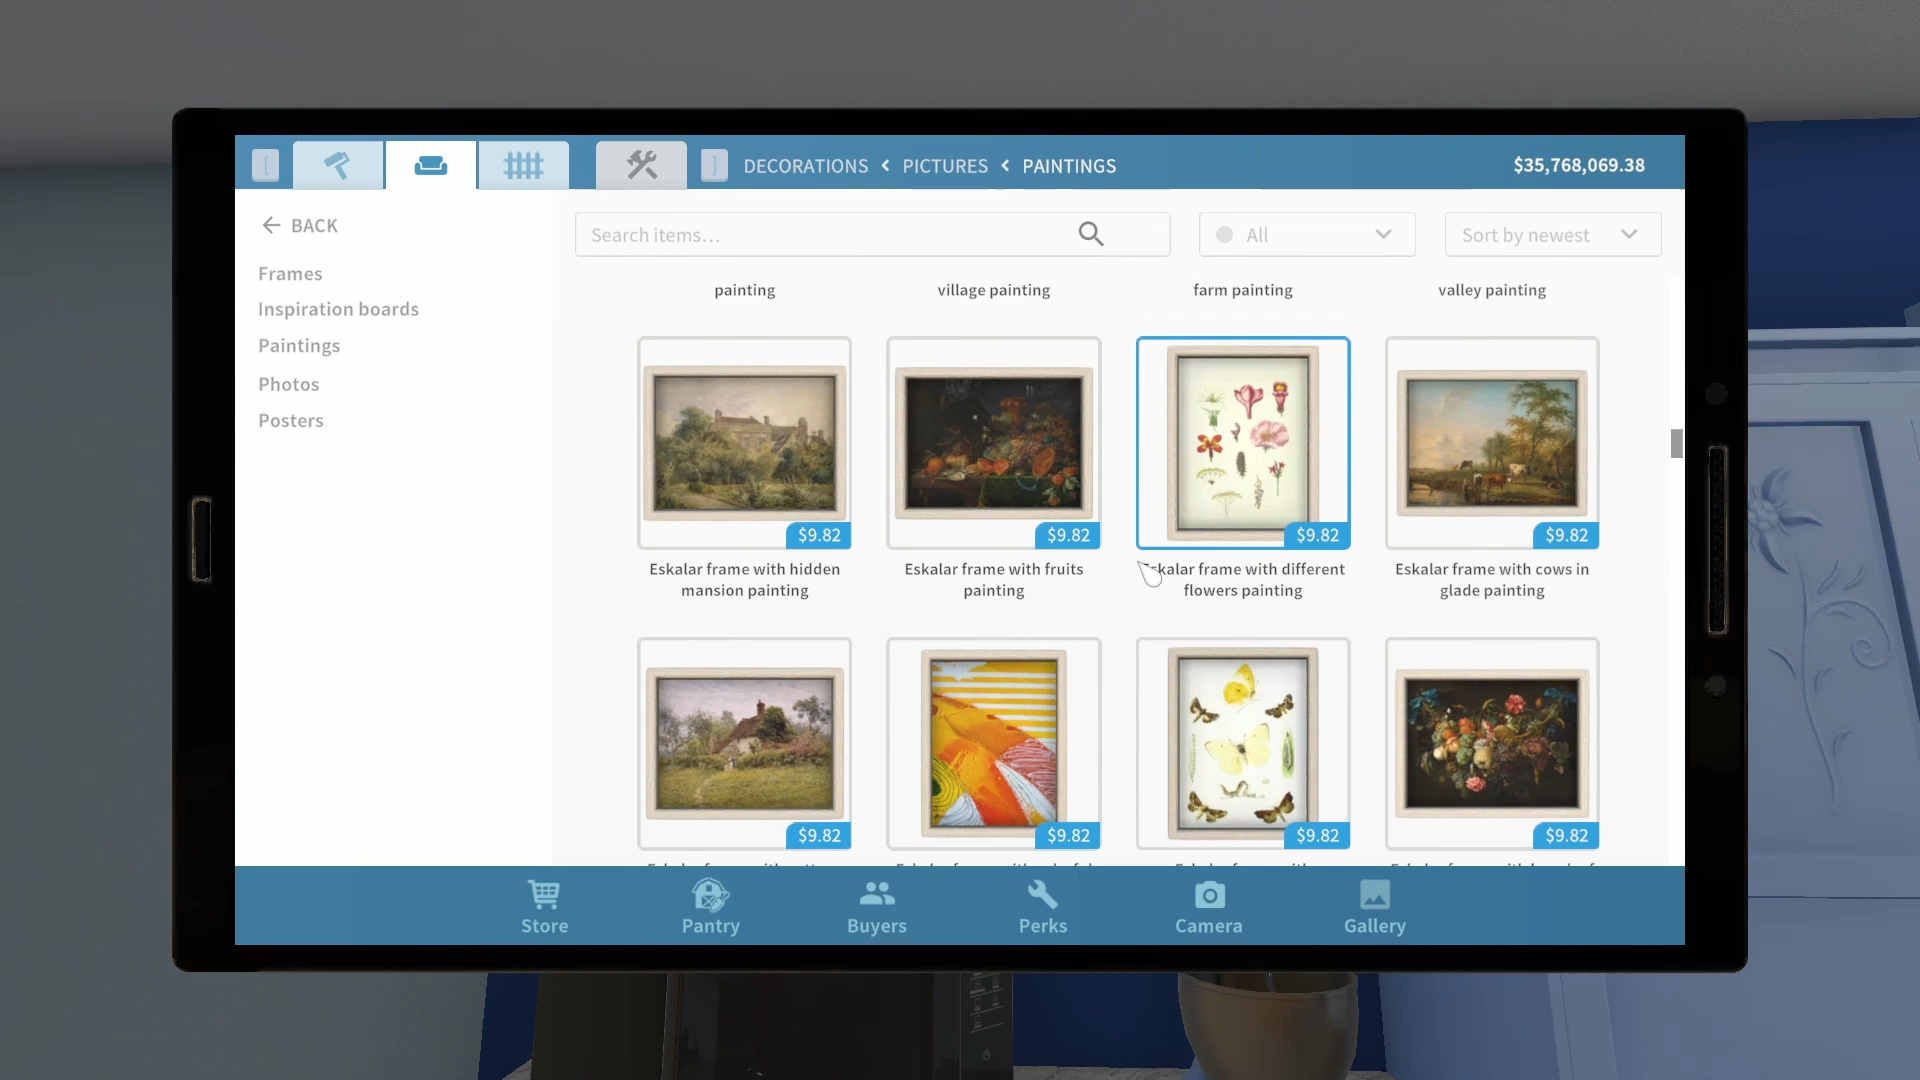 [
]
DECORATIONS < PICTURES < PAINTINGS
$35,768,069.38
BACK
Frames
Inspiration boards
Paintings
Photos
Posters
Search items...
All
Sort by newest
painting
village painting
farm painting
valley painting
$9.82
$9.82
$9.82
$9.82
Eskalar frame with hidden
mansion painting
Eskalar frame with fruits
painting
Eskalar frame with different
flowers painting
Eskalar frame with cows in
glade painting
$9.82
$9.82
$9.82
$9.82
Store
Pantry
Buyers
Perks
Camera
Gallery